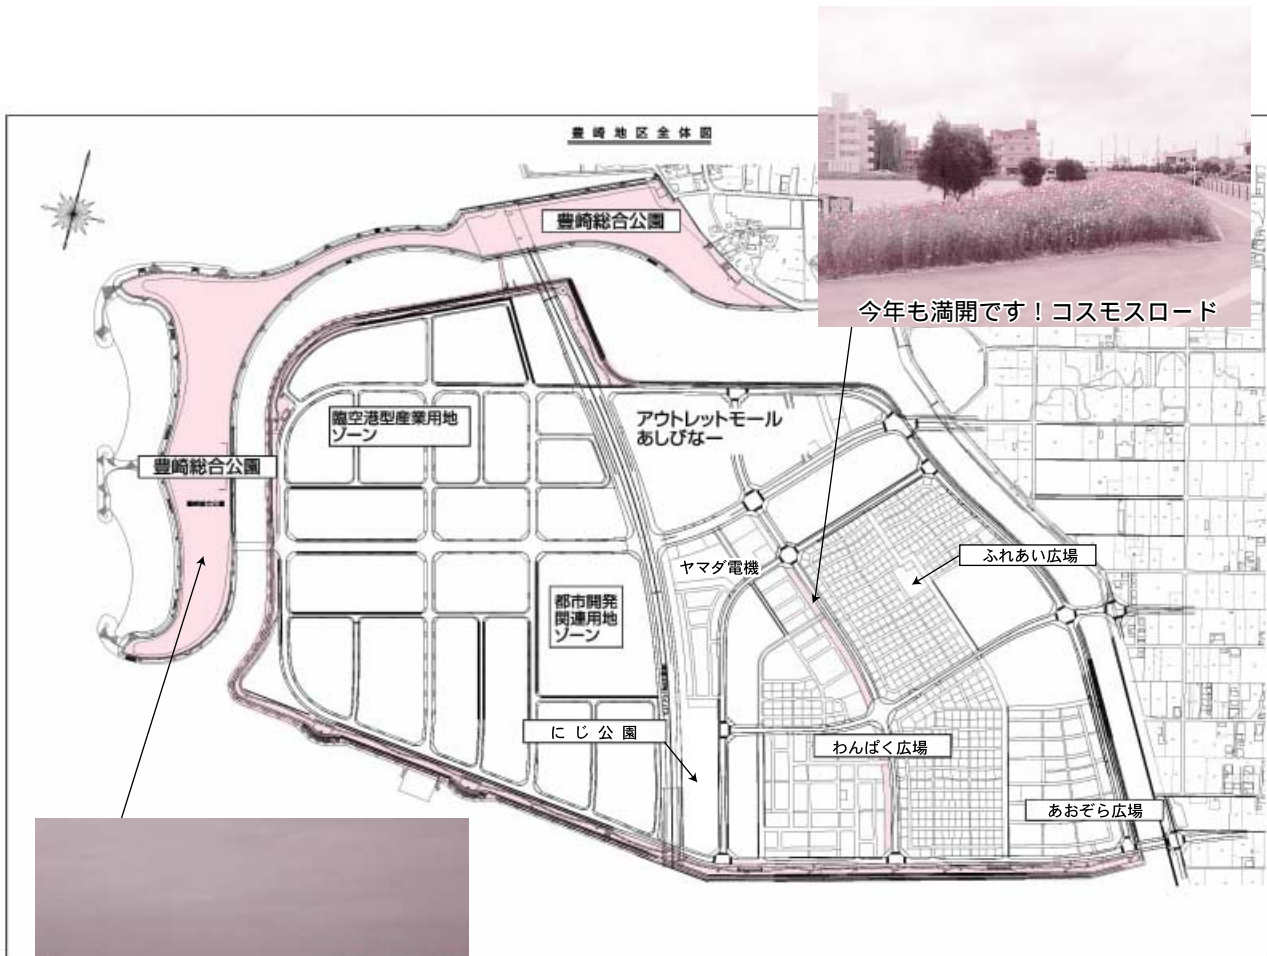 豊崎地区全体図
豊崎総合公園
今年も満開です！コスモスロード
臨空港型産業用地
ゾーン
アウトレットモール
あしびなー
豊崎総合公園
ヤマダ電機
ふれあい広場
都市開発
関連用地
ゾーン
にじ公園
わんぱく広場
あおぞら広場